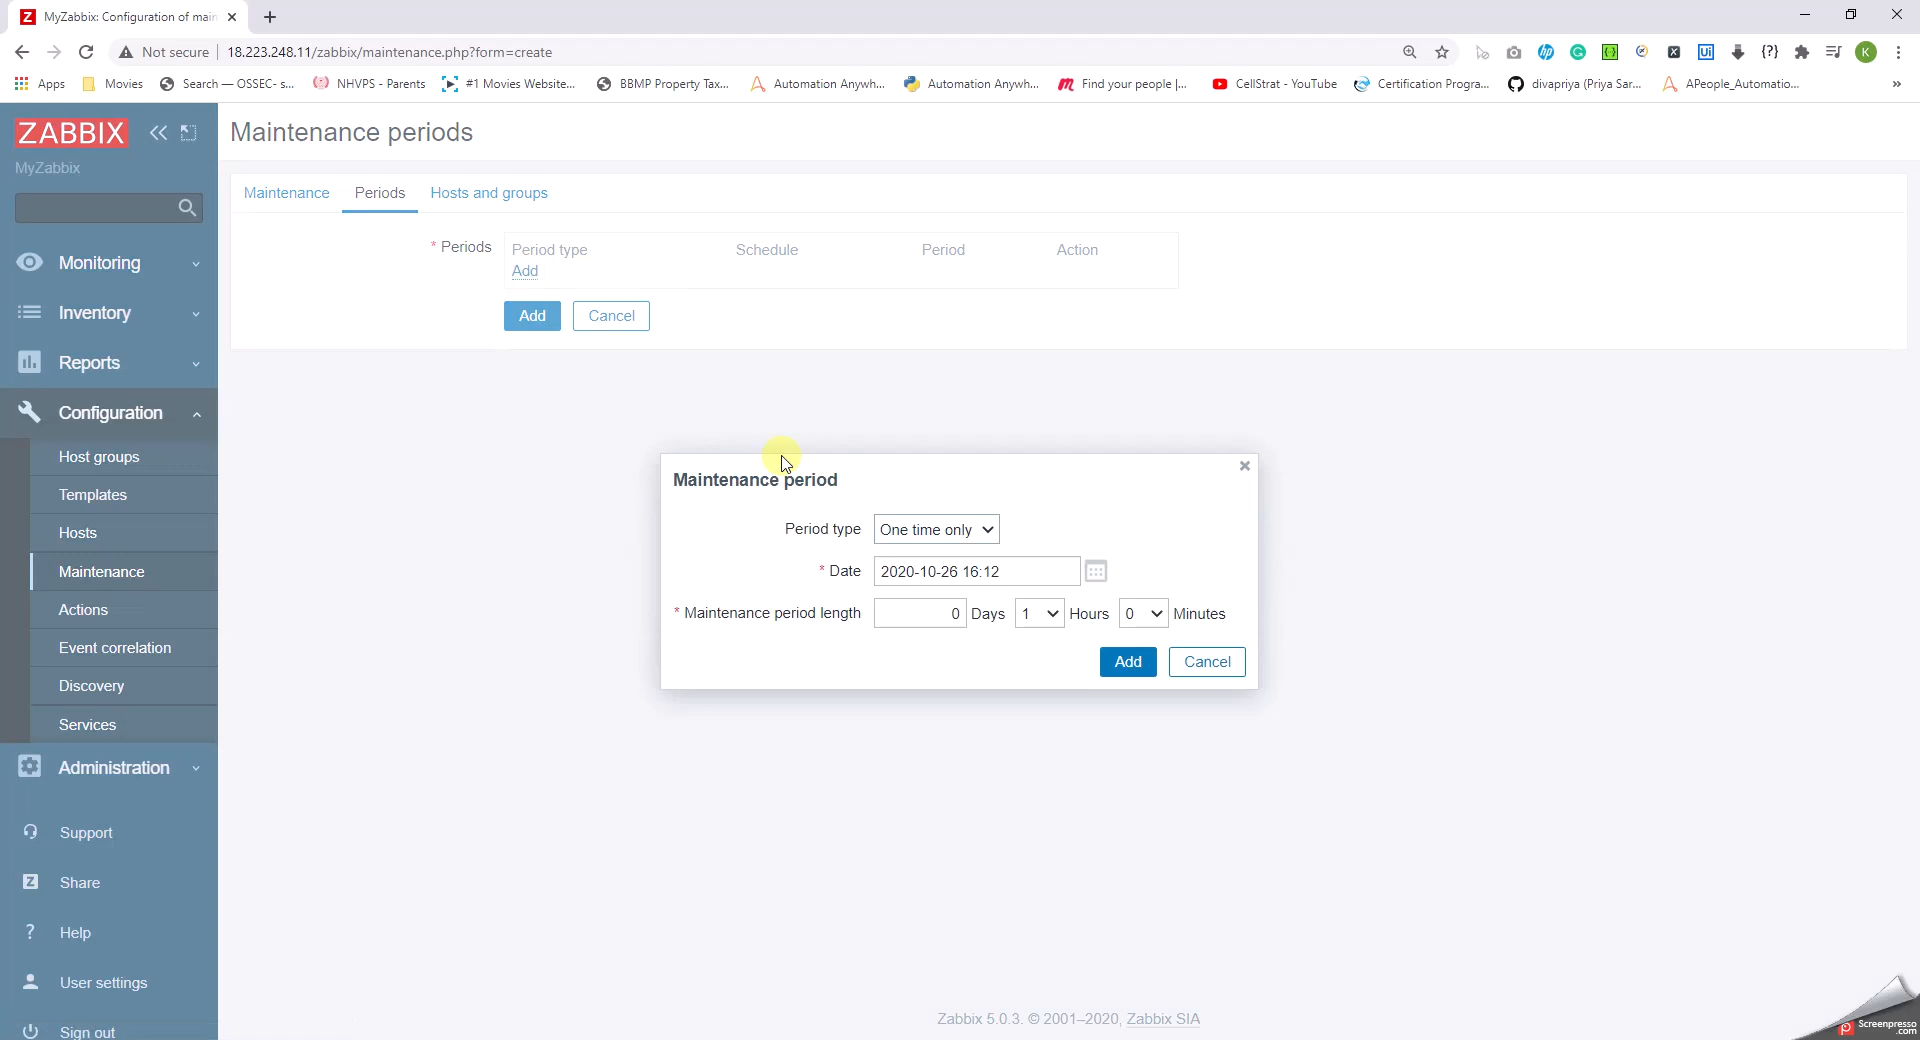 MyZabbix: Configuration of main
Not secure
18.223.248.11/zabbix/maintenance.php?form=create
Apps
Movies
Search — OSSEC- s...
NHVPS - Parents
#1 Movies Website...
BBMP Property Tax...
Automation Anywh...
Automation Anywh...
Find your people |...
CellStrat - YouTube
Certification Progra...
divapriya (Priya Sar...
APeople_Automatio...
»
ZABBIX
MyZabbix
Monitoring
Inventory
Reports
Configuration
Host groups
Templates
Hosts
Maintenance
Actions
Event correlation
Discovery
Services
Administration
Support
Share
Help
User settings
Sign out
Maintenance periods
Maintenance Periods Hosts and groups
* Periods
Period type Schedule Period Action
Add
Add Cancel
Maintenance period
Period type One time only
* Date 2020-10-26 16:12
* Maintenance period length 0 Days 1 Hours 0 Minutes
Add Cancel
Zabbix 5.0.3. © 2001–2020, Zabbix SIA
Screenpresso
.com